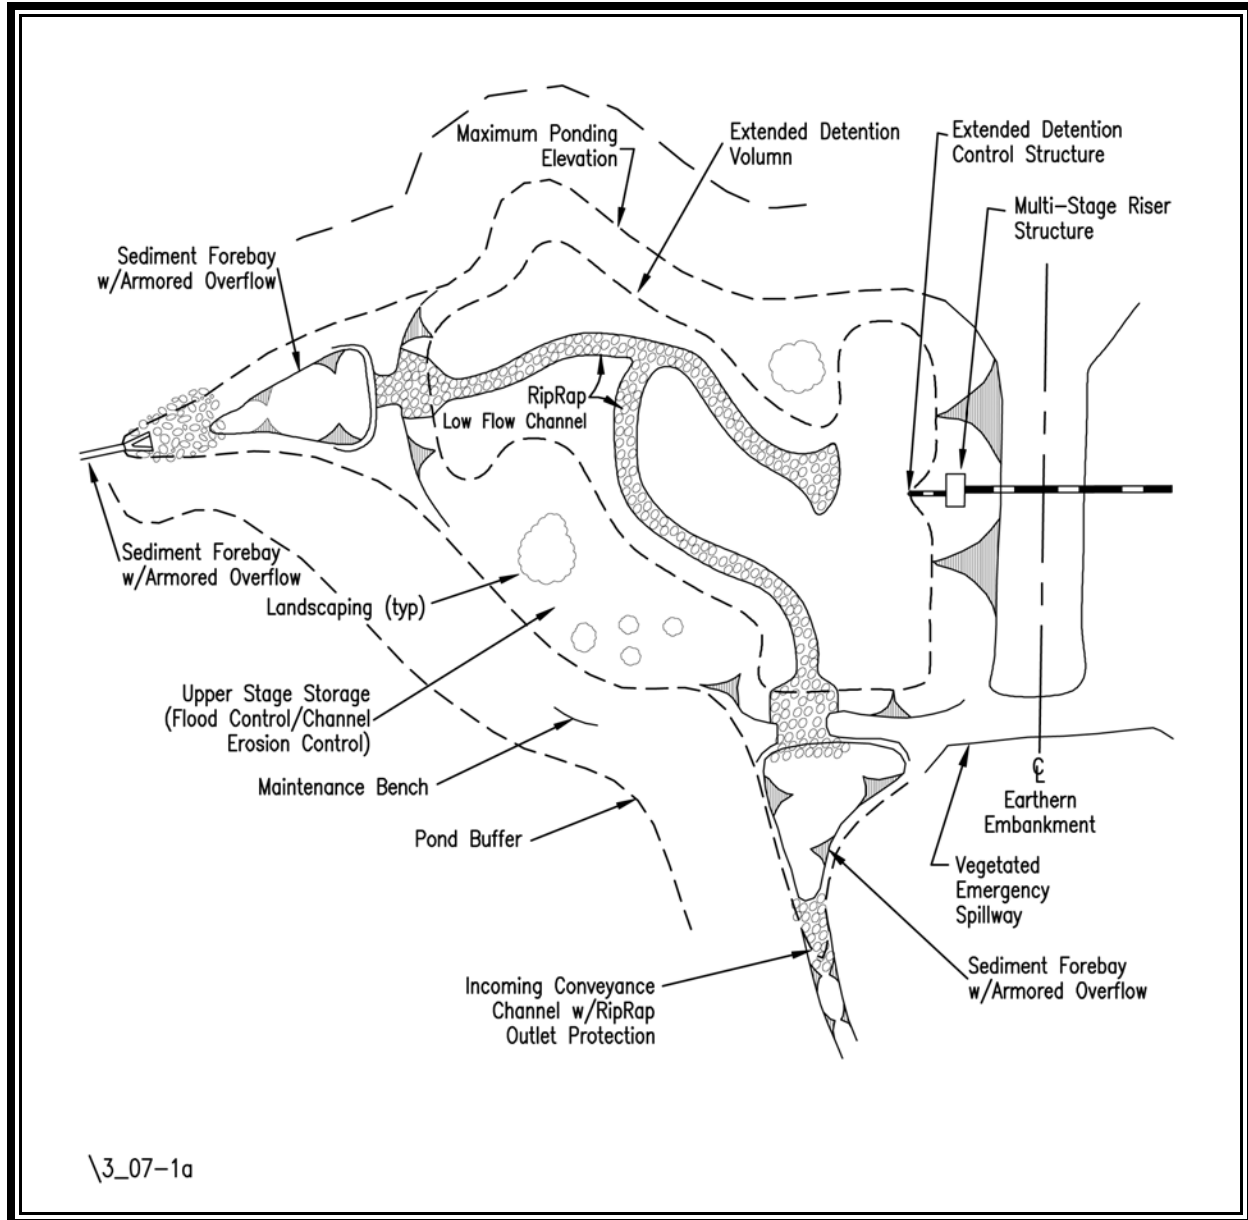 Maximum Ponding
Elevation
Extended Detention
Volumn
Extended Detention
Control Structure
Multi-Stage Riser
Structure
Sediment Forebay
w/Armored Overflow
RipRap
Low Flow Channel
Sediment Forebay
w/Armored Overflow
Landscaping (typ)
Upper Stage Storage
(Flood Control/Channel
Erosion Control)
Maintenance Bench
Pond Buffer
℄
Earthern
Embankment
Vegetated
Emergency
Spillway
Sediment Forebay
w/Armored Overflow
Incoming Conveyance
Channel w/RipRap
Outlet Protection
\3_07-1a